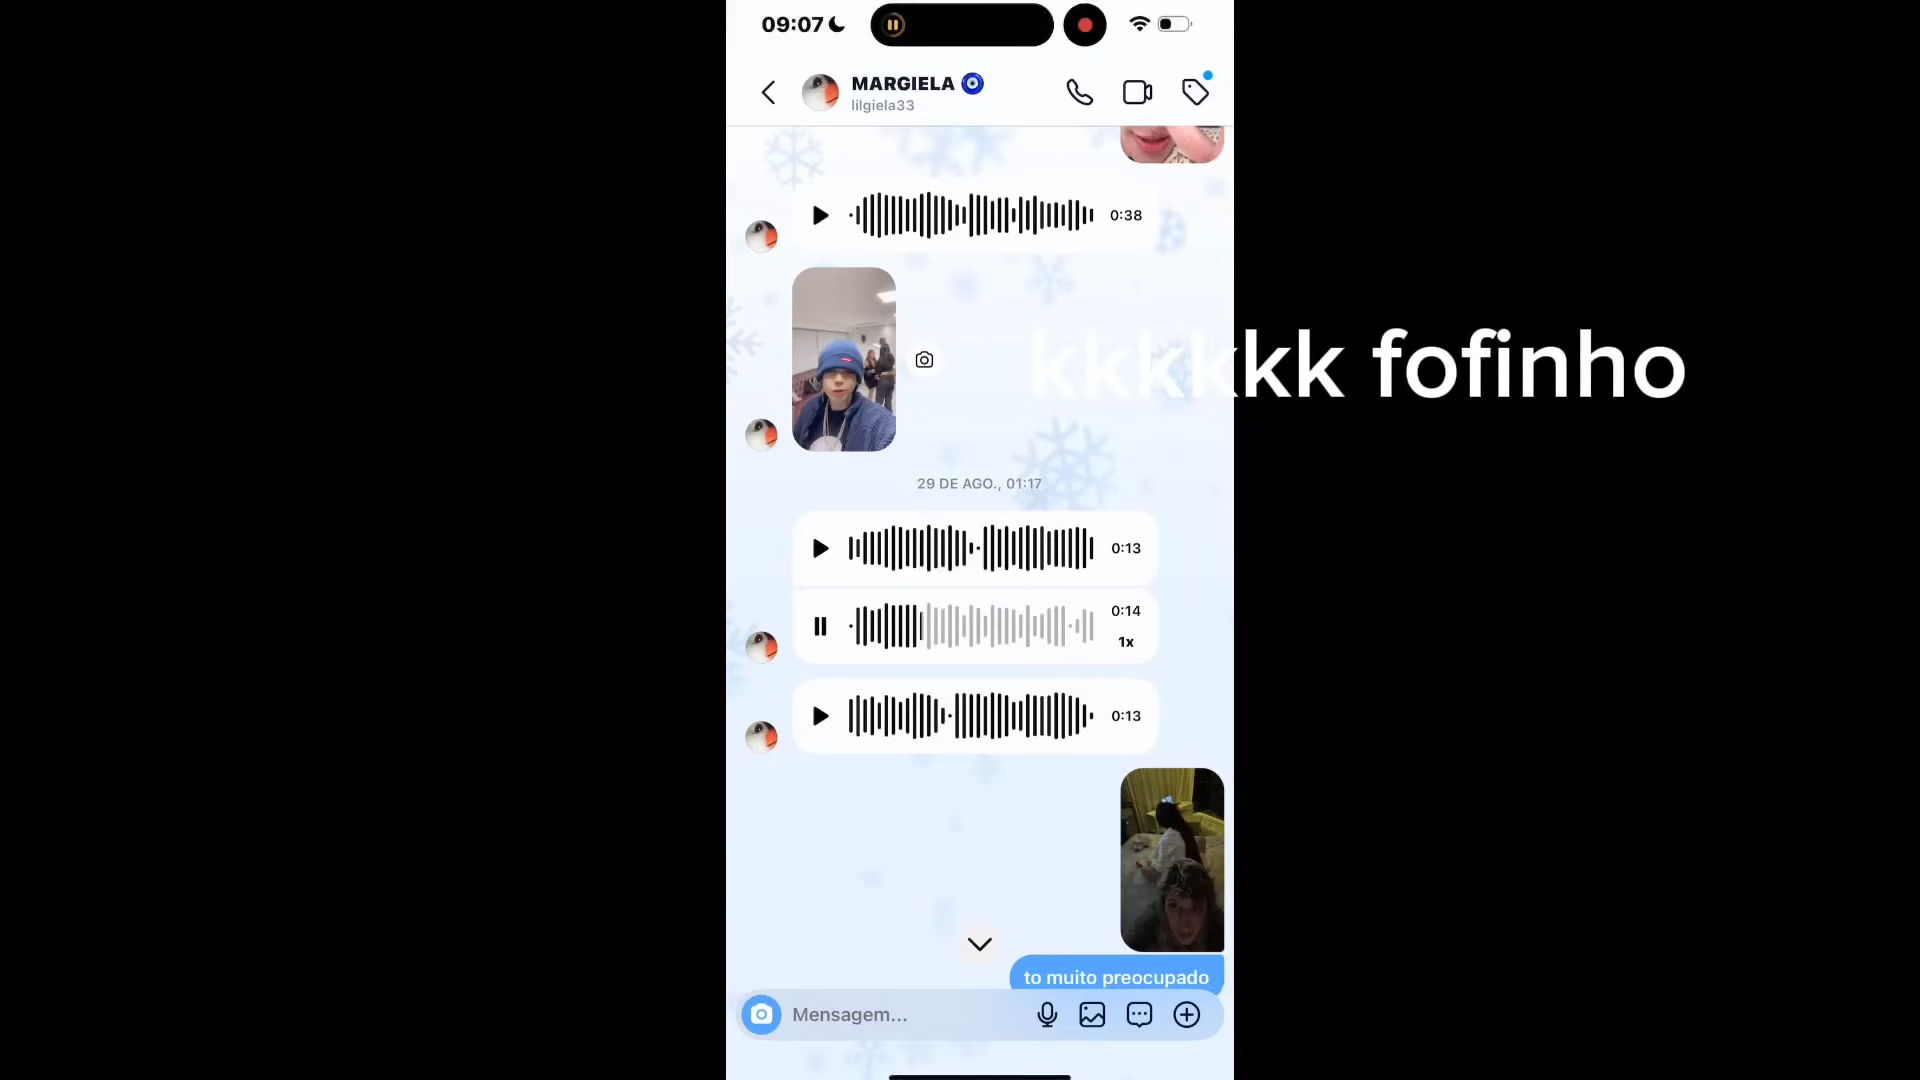 09:07
MARGIELA
lilgiela33
0:38
kkkkkk fofinho
29 DE AGO., 01:17
0:13
0:14
1x
0:13
to muito preocupado
Mensagem...